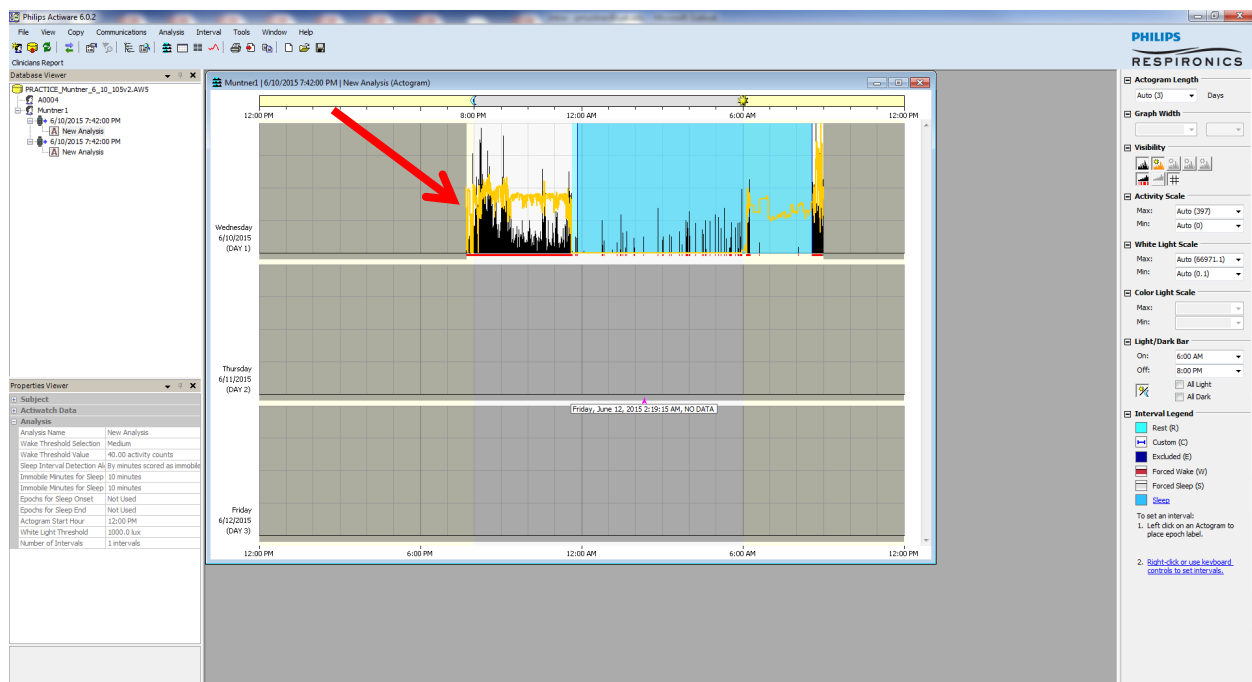 Philips Actiware 6.0.2
File View Copy Communications Analysis Interval Tools Window Help
Clinicians Report
Database Viewer
PRACTICE_Muntner_6_10_105v2.AW5
A0004
Muntner1
6/10/2015 7:42:00 PM
New Analysis
6/10/2015 7:42:00 PM
New Analysis
Properties Viewer
Subject
Actiwatch Data
Analysis
Analysis Name New Analysis
Wake Threshold Selection Medium
Wake Threshold Value 40.00 activity counts
Sleep Interval Detection Al By minutes scored as immobile
Immobile Minutes for Sleep 10 minutes
Immobile Minutes for Sleep 10 minutes
Epochs for Sleep Onset Not Used
Epochs for Sleep End Not Used
Actogram Start Hour 12:00 PM
White Light Threshold 1000.0 lux
Number of Intervals 1 intervals
Muntner1 | 6/10/2015 7:42:00 PM | New Analysis (Actogram)
12:00 PM 8:00 PM 12:00 AM 6:00 AM 12:00 PM
Wednesday
6/10/2015
(DAY 1)
Thursday
6/11/2015
(DAY 2)
Friday, June 12, 2015 2:19:15 AM, NO DATA
Friday
6/12/2015
(DAY 3)
12:00 PM 6:00 PM 12:00 AM 6:00 AM 12:00 PM
PHILIPS
RESPIRONICS
Actogram Length
Auto (3) Days
Graph Width
Visibility
Activity Scale
Max: Auto (397)
Min: Auto (0)
White Light Scale
Max: Auto (66971.1)
Min: Auto (0.1)
Color Light Scale
Max:
Min:
Light/Dark Bar
On: 6:00 AM
Off: 8:00 PM
All Light
All Dark
Interval Legend
Rest (R)
Custom (C)
Excluded (E)
Forced Wake (W)
Forced Sleep (S)
Sleep
To set an interval:
1. Left click on an Actogram to
place epoch label.
2. Right-click or use keyboard
controls to set intervals.